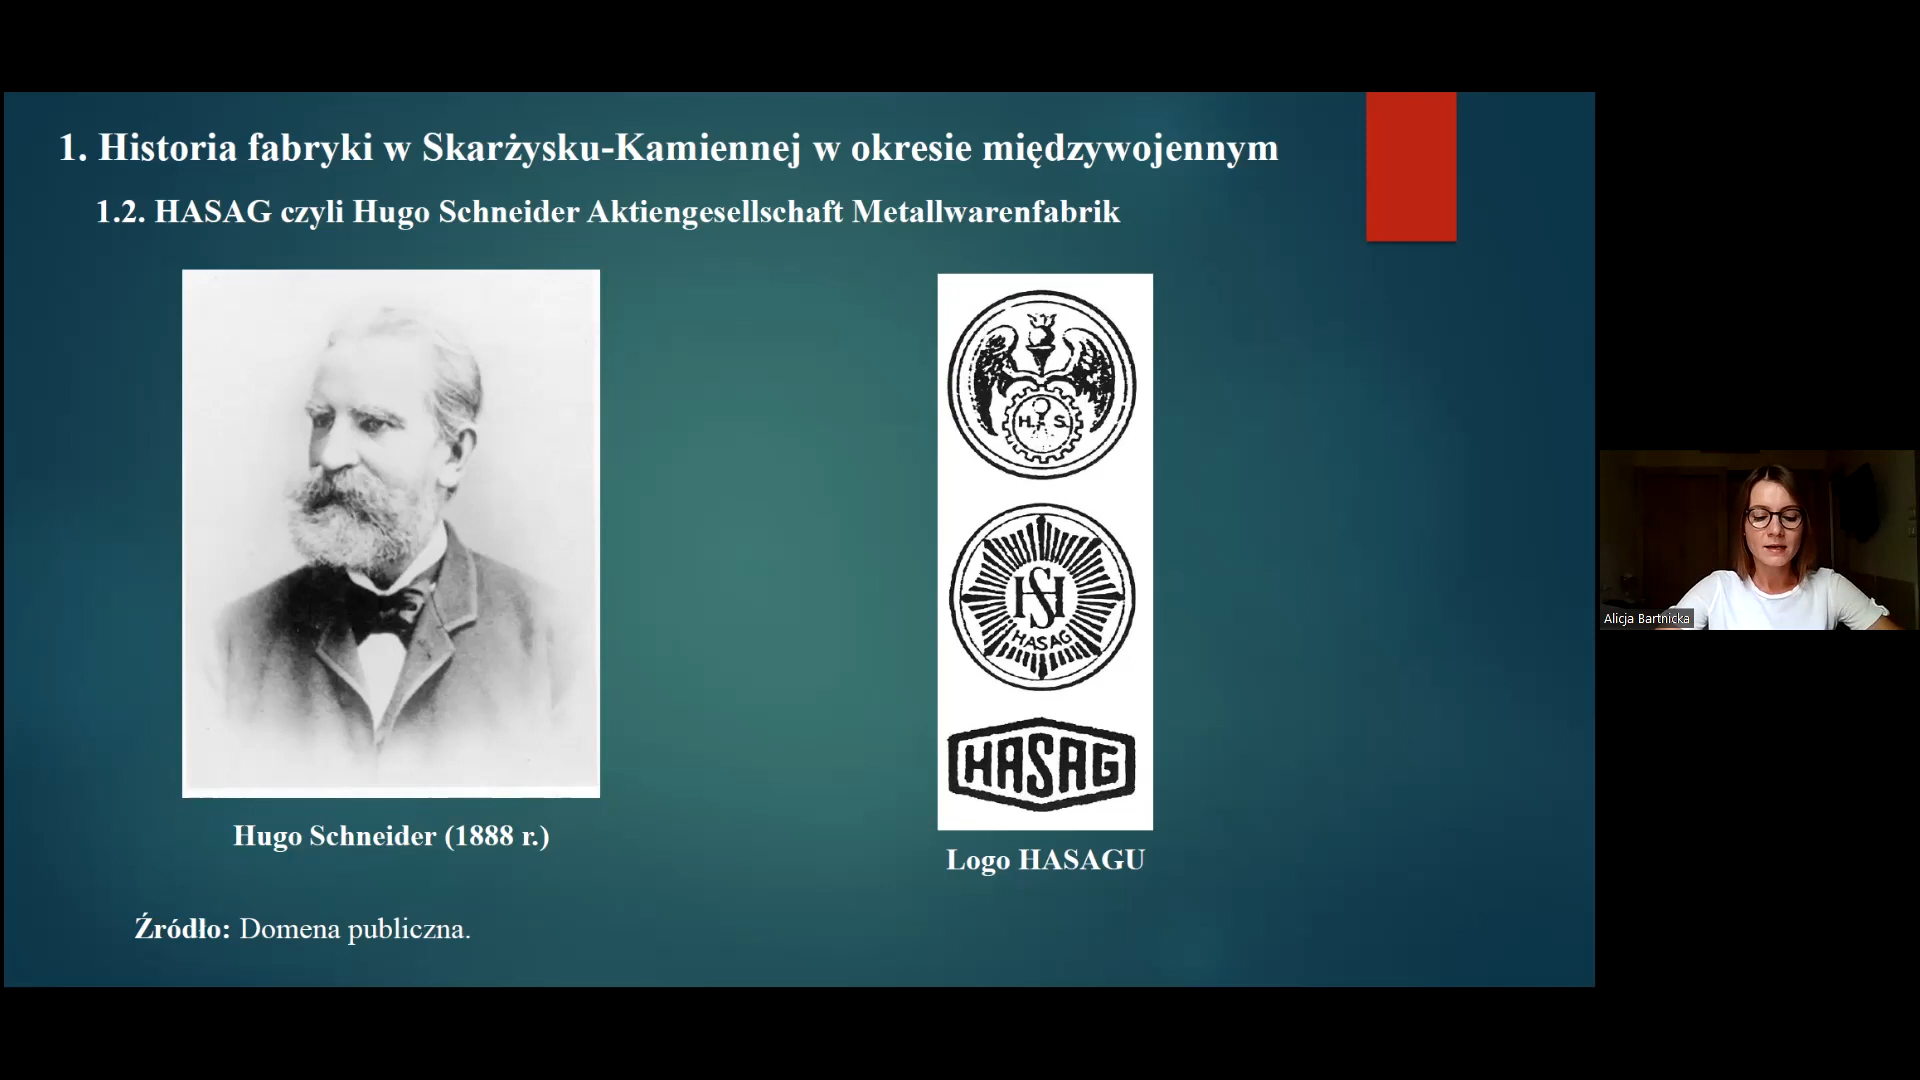 1. Historia fabryki w Skarżysku-Kamiennej w okresie międzywojennym
1.2. HASAG czyli Hugo Schneider Aktiengesellschaft Metallwarenfabrik
H. S.
HS
HASAG
HASAG
Hugo Schneider (1888 r.)
Logo HASAGU
Źródło: Domena publiczna.
Alicja Bartnicka